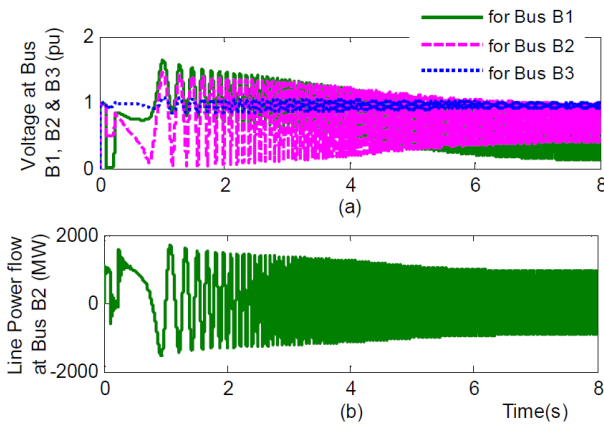 for Bus B1
for Bus B2
for Bus B3
Voltage at Bus
B1, B2 & B3 (pu)
2
1
0
0 2 4 6 8
(a)
Line Power flow
at Bus B2 (MW)
2000
0
-2000
0 2 4 6 8
(b) Time(s)